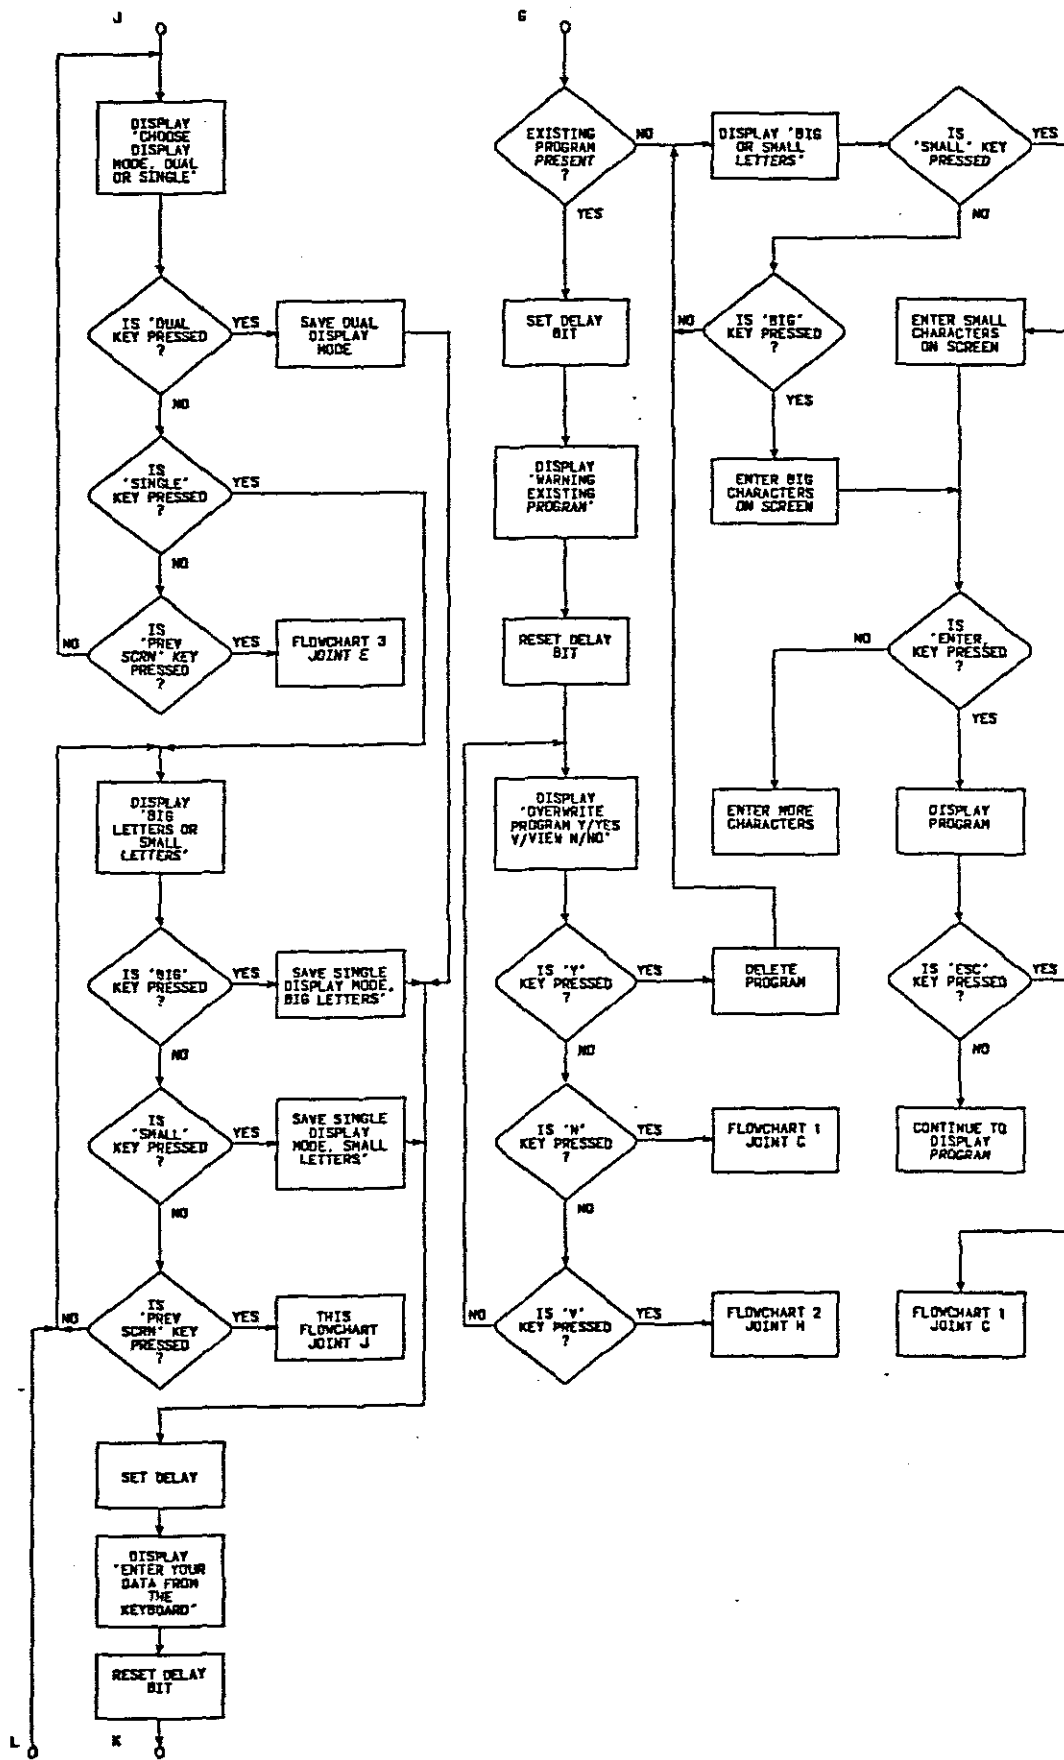 J
DISPLAY
"CHOOSE
DISPLAY
MODE, DUAL
OR SINGLE"
IS "DUAL
KEY PRESSED
?
YES
SAVE DUAL
DISPLAY
MODE
NO
IS
"SINGLE"
KEY PRESSED
?
YES
NO
IS
"PREV
SCRN" KEY
PRESSED
?
NO
YES
FLOWCHART 3
JOINT E
DISPLAY
"BIG
LETTERS OR
SMALL
LETTERS"
IS "BIG"
KEY PRESSED
?
YES
SAVE SINGLE
DISPLAY MODE,
BIG LETTERS"
NO
IS
"SMALL"
KEY PRESSED
?
YES
SAVE SINGLE
DISPLAY
MODE, SMALL
LETTERS"
NO
IS
"PREV
SCRN" KEY
PRESSED
?
NO
YES
THIS
FLOWCHART
JOINT J
SET DELAY
DISPLAY
"ENTER YOUR
DATA FROM
THE
KEYBOARD"
RESET DELAY
BIT
L
K
G
EXISTING
PROGRAM
PRESENT
?
NO
YES
DISPLAY "BIG
OR SMALL
LETTERS"
IS
"SMALL" KEY
PRESSED
YES
NO
SET DELAY
BIT
IS "BIG"
KEY PRESSED
?
NO
YES
ENTER SMALL
CHARACTERS
ON SCREEN
DISPLAY
"WARNING
EXISTING
PROGRAM"
ENTER BIG
CHARACTERS
ON SCREEN
RESET DELAY
BIT
IS
"ENTER,
KEY PRESSED
?
NO
YES
DISPLAY
"OVERWRITE
PROGRAM Y/YES
V/VIEW N/NO"
ENTER MORE
CHARACTERS
DISPLAY
PROGRAM
IS "Y"
KEY PRESSED
?
YES
DELETE
PROGRAM
NO
IS "ESC"
KEY PRESSED
?
YES
NO
IS "N"
KEY PRESSED
?
YES
FLOWCHART 1
JOINT C
NO
CONTINUE TO
DISPLAY
PROGRAM
IS "V"
KEY PRESSED
?
NO
YES
FLOWCHART 2
JOINT H
FLOWCHART 1
JOINT C